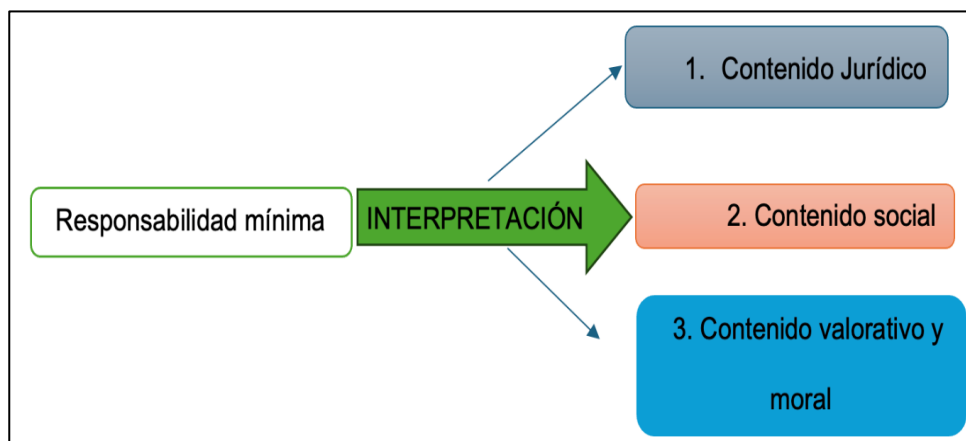 1. Contenido Jurídico
Responsabilidad mínima
INTERPRETACIÓN
2. Contenido social
3. Contenido valorativo y
moral